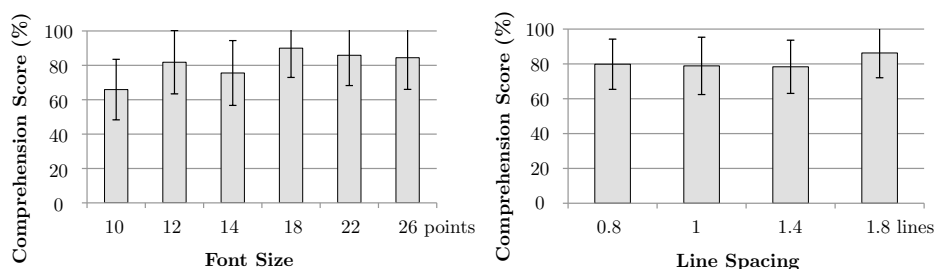 Comprehension Score (%)
100
80
60
40
20
0
10 12 14 18 22 26 points
Font Size
Comprehension Score (%)
100
80
60
40
20
0
0.8 1 1.4 1.8 lines
Line Spacing